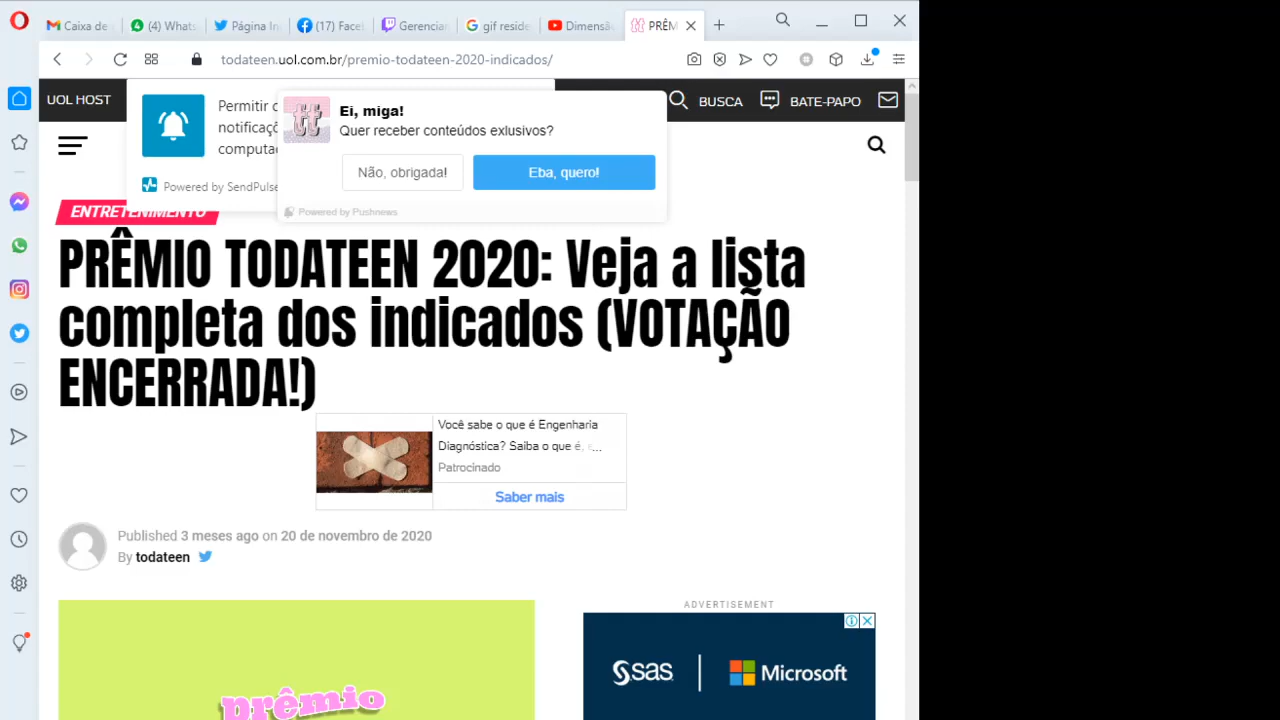 Caixa de
(4) Whats
Página In
(17) Face
Gerenciar
gif reside
Dimensão
PRÊM
todateen.uol.com.br/premio-todateen-2020-indicados/
UOL HOST
BUSCA
BATE-PAPO
Permitir
notificaç
computa
Powered by SendPulse
Ei, miga!
Quer receber conteúdos exlusivos?
Não, obrigada!
Eba, quero!
Powered by Pushnews
ENTRETENIMENTO
PRÊMIO TODATEEN 2020: Veja a lista
completa dos indicados (VOTAÇÃO
ENCERRADA!)
Você sabe o que é Engenharia
Diagnóstica? Saiba o que é, e...
Patrocinado
Saber mais
Published 3 meses ago on 20 de novembro de 2020
By todateen
ADVERTISEMENT
sas
Microsoft
prêmio